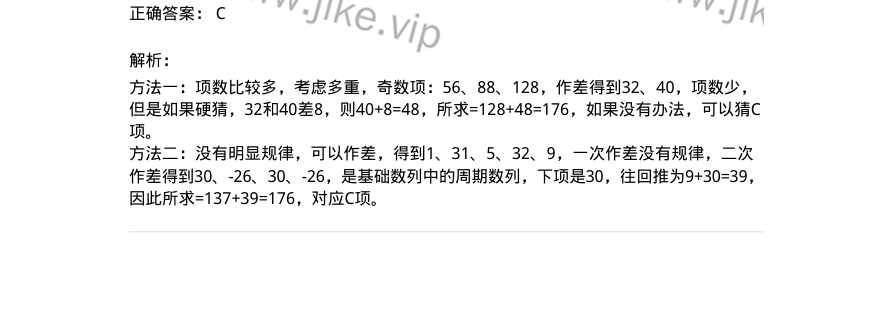 正确答案： C
www.jlke.vip
解析：
方法一：项数比较多，考虑多重，奇数项：56、88、128，作差得到32、40，项数少，
但是如果硬猜，32和40差8，则40+8=48，所求=128+48=176，如果没有办法，可以猜C
项。
方法二：没有明显规律，可以作差，得到1、31、5、32、9，一次作差没有规律，二次
作差得到30、-26、30、-26，是基础数列中的周期数列，下项是30，往回推为9+30=39，
因此所求=137+39=176，对应C项。